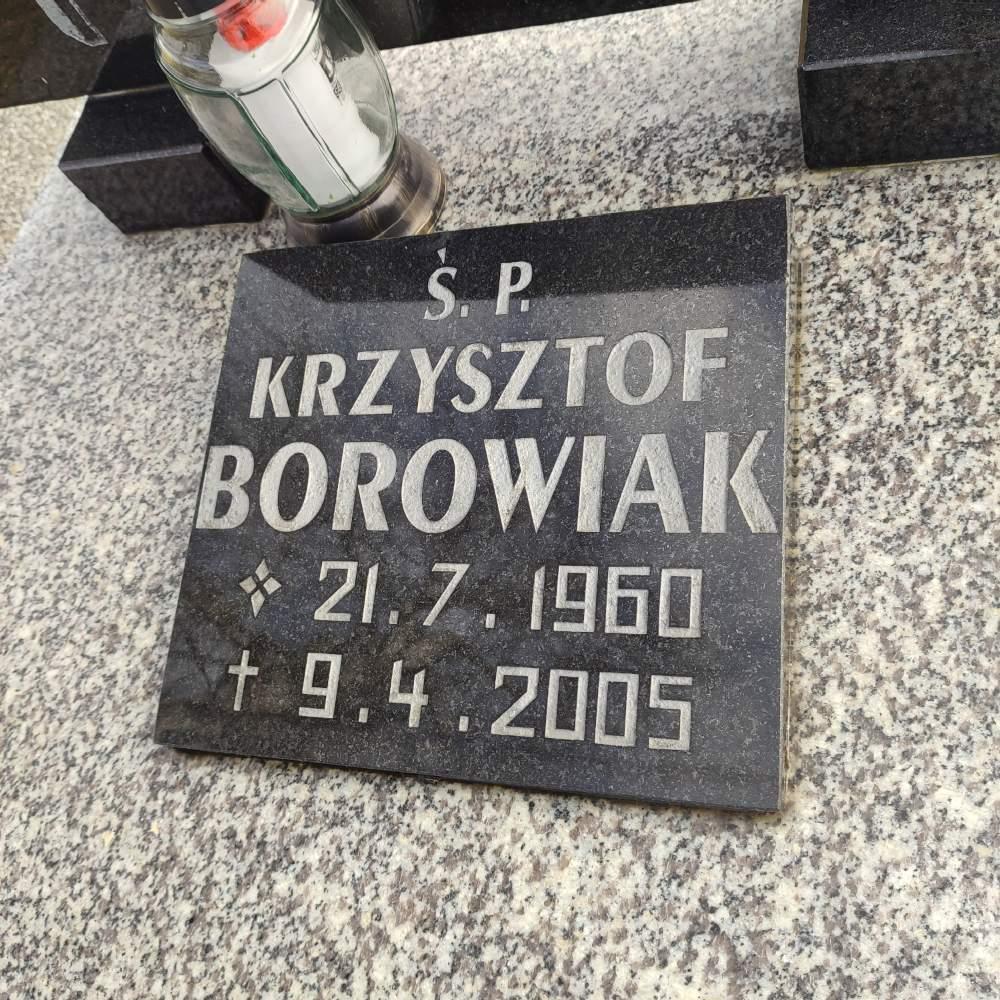 Ś. P.
KRZYSZTOF
BOROWIAK
21.7.1960
† 9.4.2005